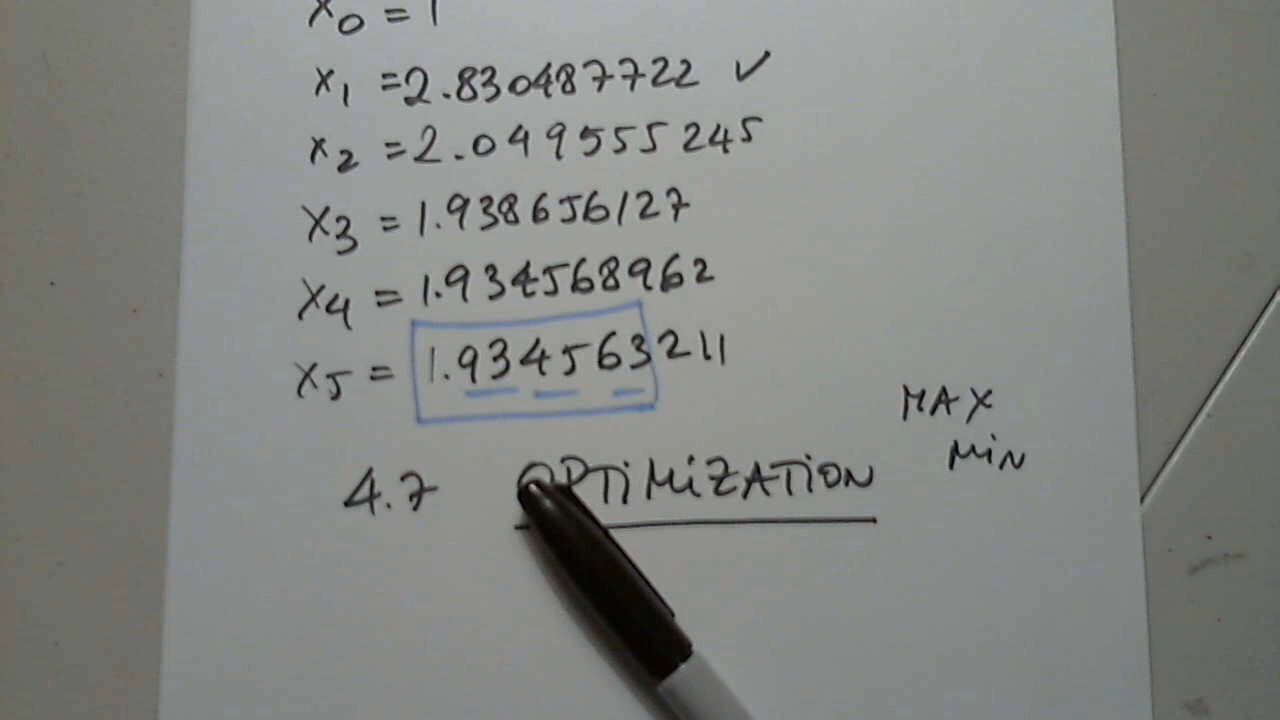 x0 = 1
x1 = 2.830487722 ✓
x2 = 2.049555245
x3 = 1.938656127
x4 = 1.934568962
x5 = 1.934563211
MAX
MiN
4.7 OPTiMiZATiON